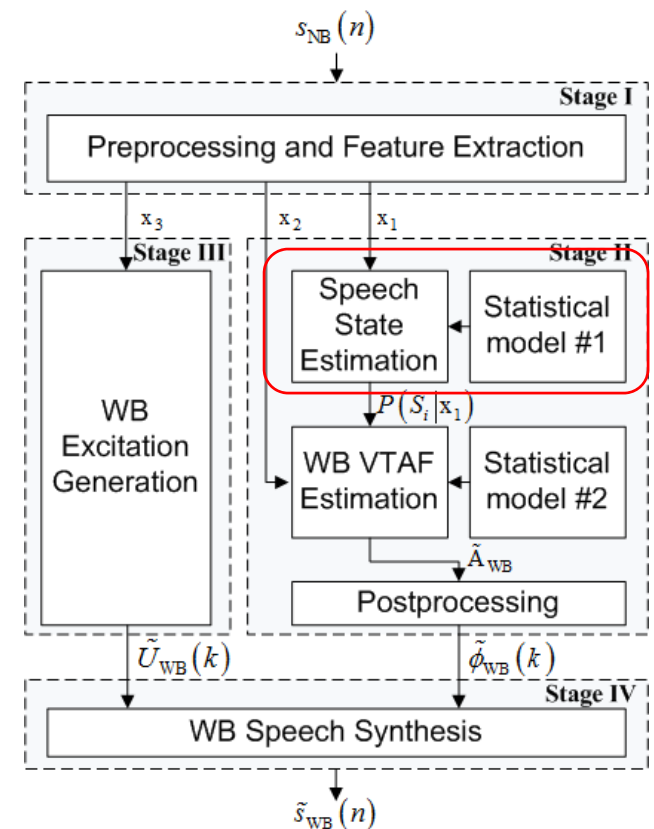 s_NB(n)
Stage I
Preprocessing and Feature Extraction
x_3
x_2
x_1
Stage III
Stage II
Speech
State
Estimation
Statistical
model #1
P(S_i|x_1)
WB
Excitation
Generation
WB VTAF
Estimation
Statistical
model #2
Ã_WB
Postprocessing
Ũ_WB(k)
ϕ̃_WB(k)
Stage IV
WB Speech Synthesis
s̃_WB(n)